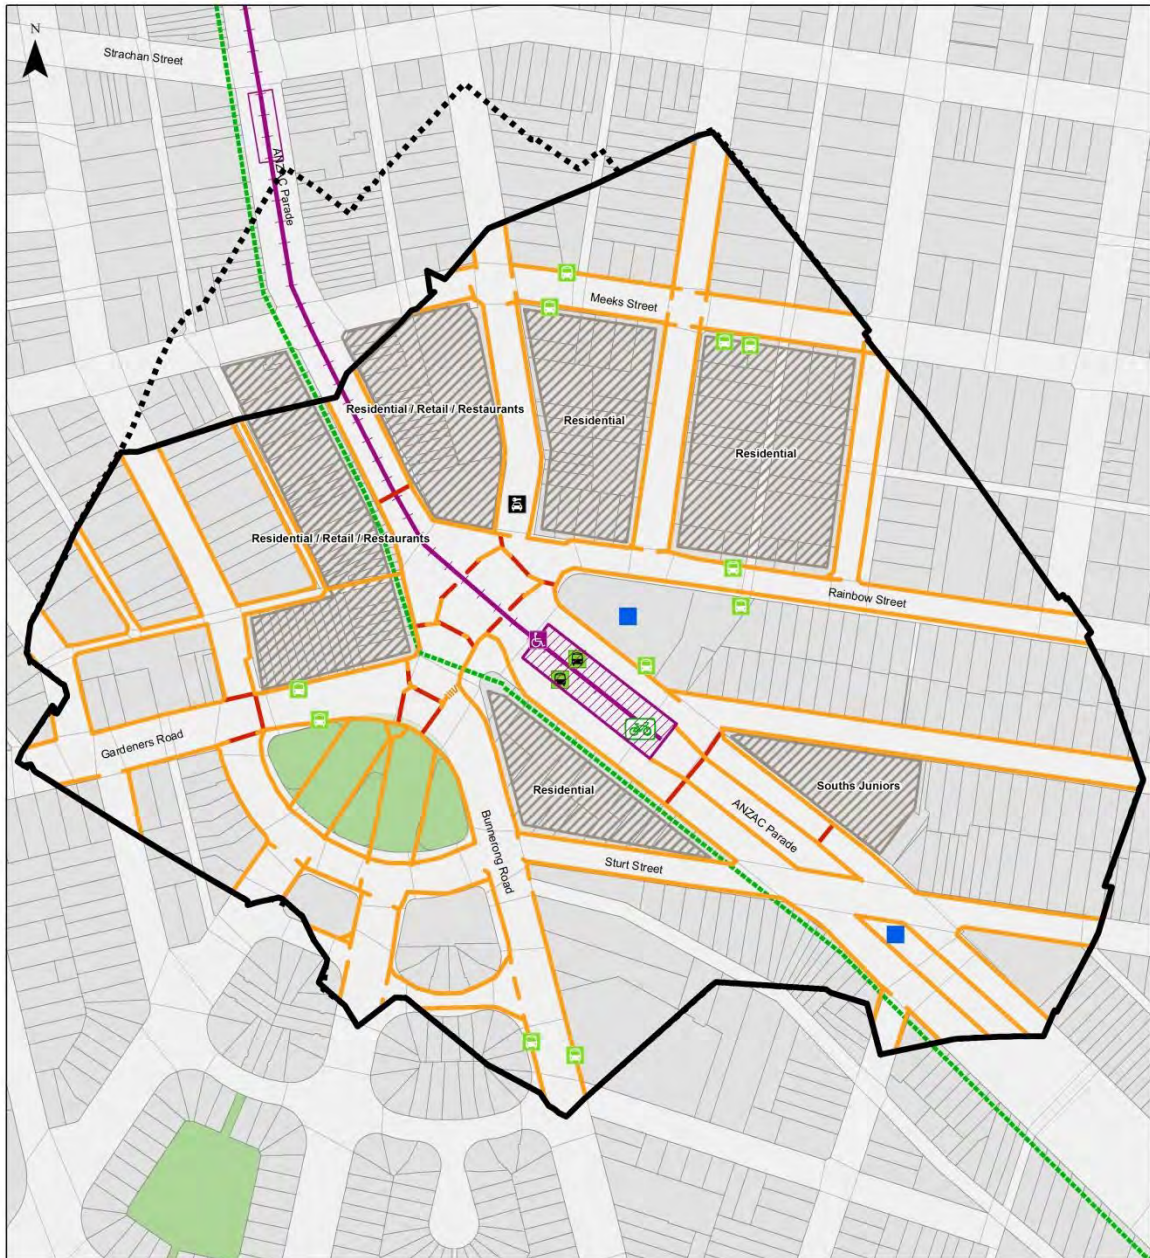 N
Strachan Street
ANZAC Parade
Meeks Street
Residential / Retail / Restaurants
Residential
Residential
Residential / Retail / Restaurants
Rainbow Street
Gardeners Road
Residential
Souths Juniors
ANZAC Parade
Bunnerong Road
Sturt Street